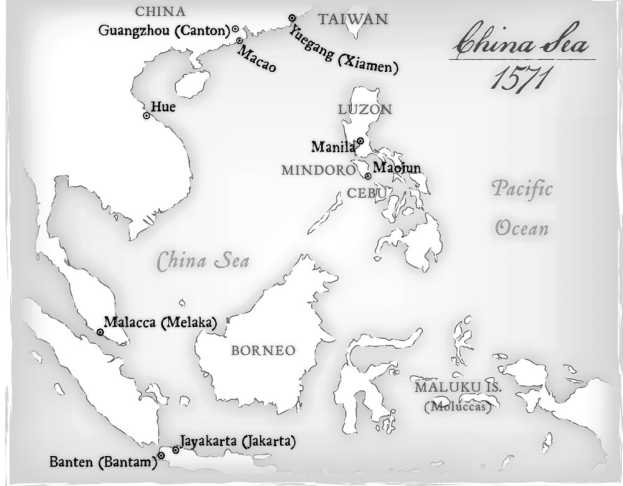 CHINA
TAIWAN
Guangzhou (Canton)
Macao
Yuegang (Xiamen)
China Sea
1571
Hue
LUZON
Manila
MINDORO
Maojun
CEBU
Pacific
Ocean
China Sea
Malacca (Melaka)
BORNEO
MALUKU IS.
(Moluccas)
Jayakarta (Jakarta)
Banten (Bantam)